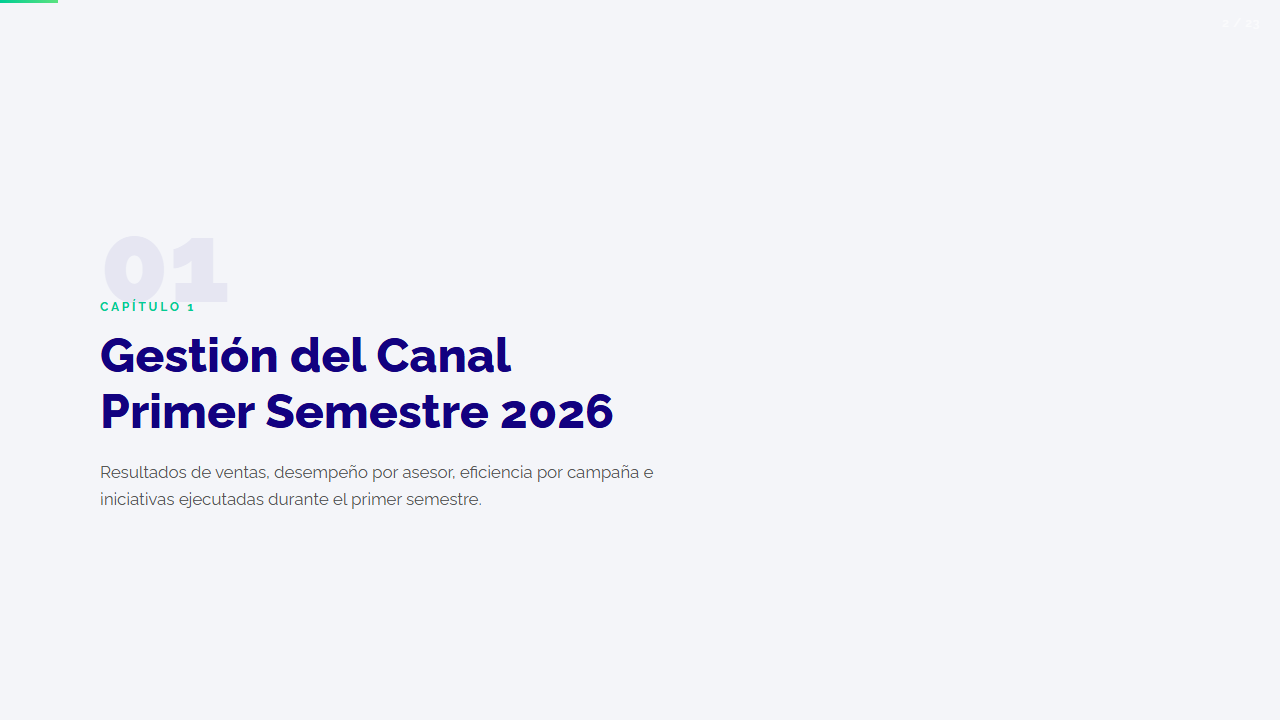 01
CAPÍTULO 1
Gestión del Canal
Primer Semestre 2026
Resultados de ventas, desempeño por asesor, eficiencia por campaña e
iniciativas ejecutadas durante el primer semestre.